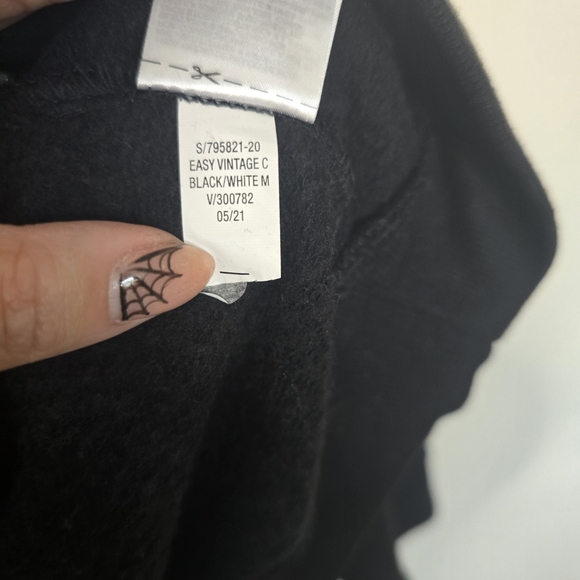 S/795821-20
EASY VINTAGE C
BLACK/WHITE M
V/300782
05/21